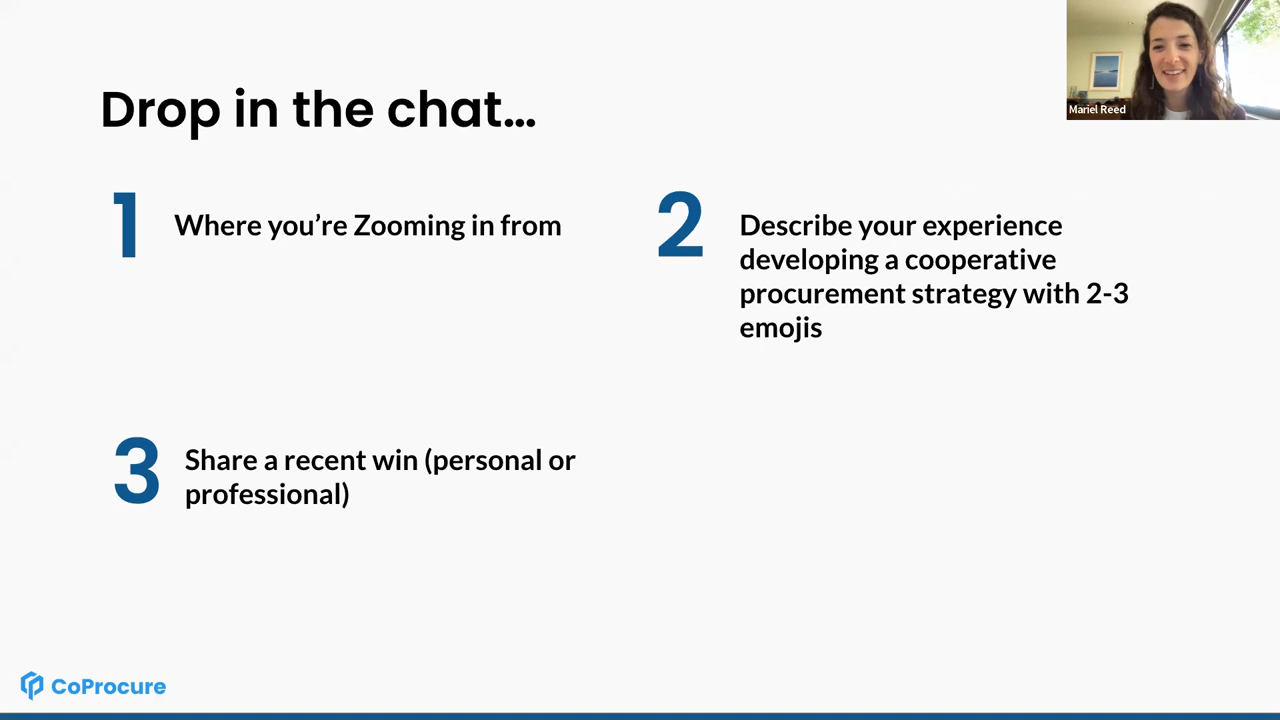 Drop in the chat...
Mariel Reed
1
Where you’re Zooming in from
2
Describe your experience
developing a cooperative
procurement strategy with 2-3
emojis
3
Share a recent win (personal or
professional)
CoProcure